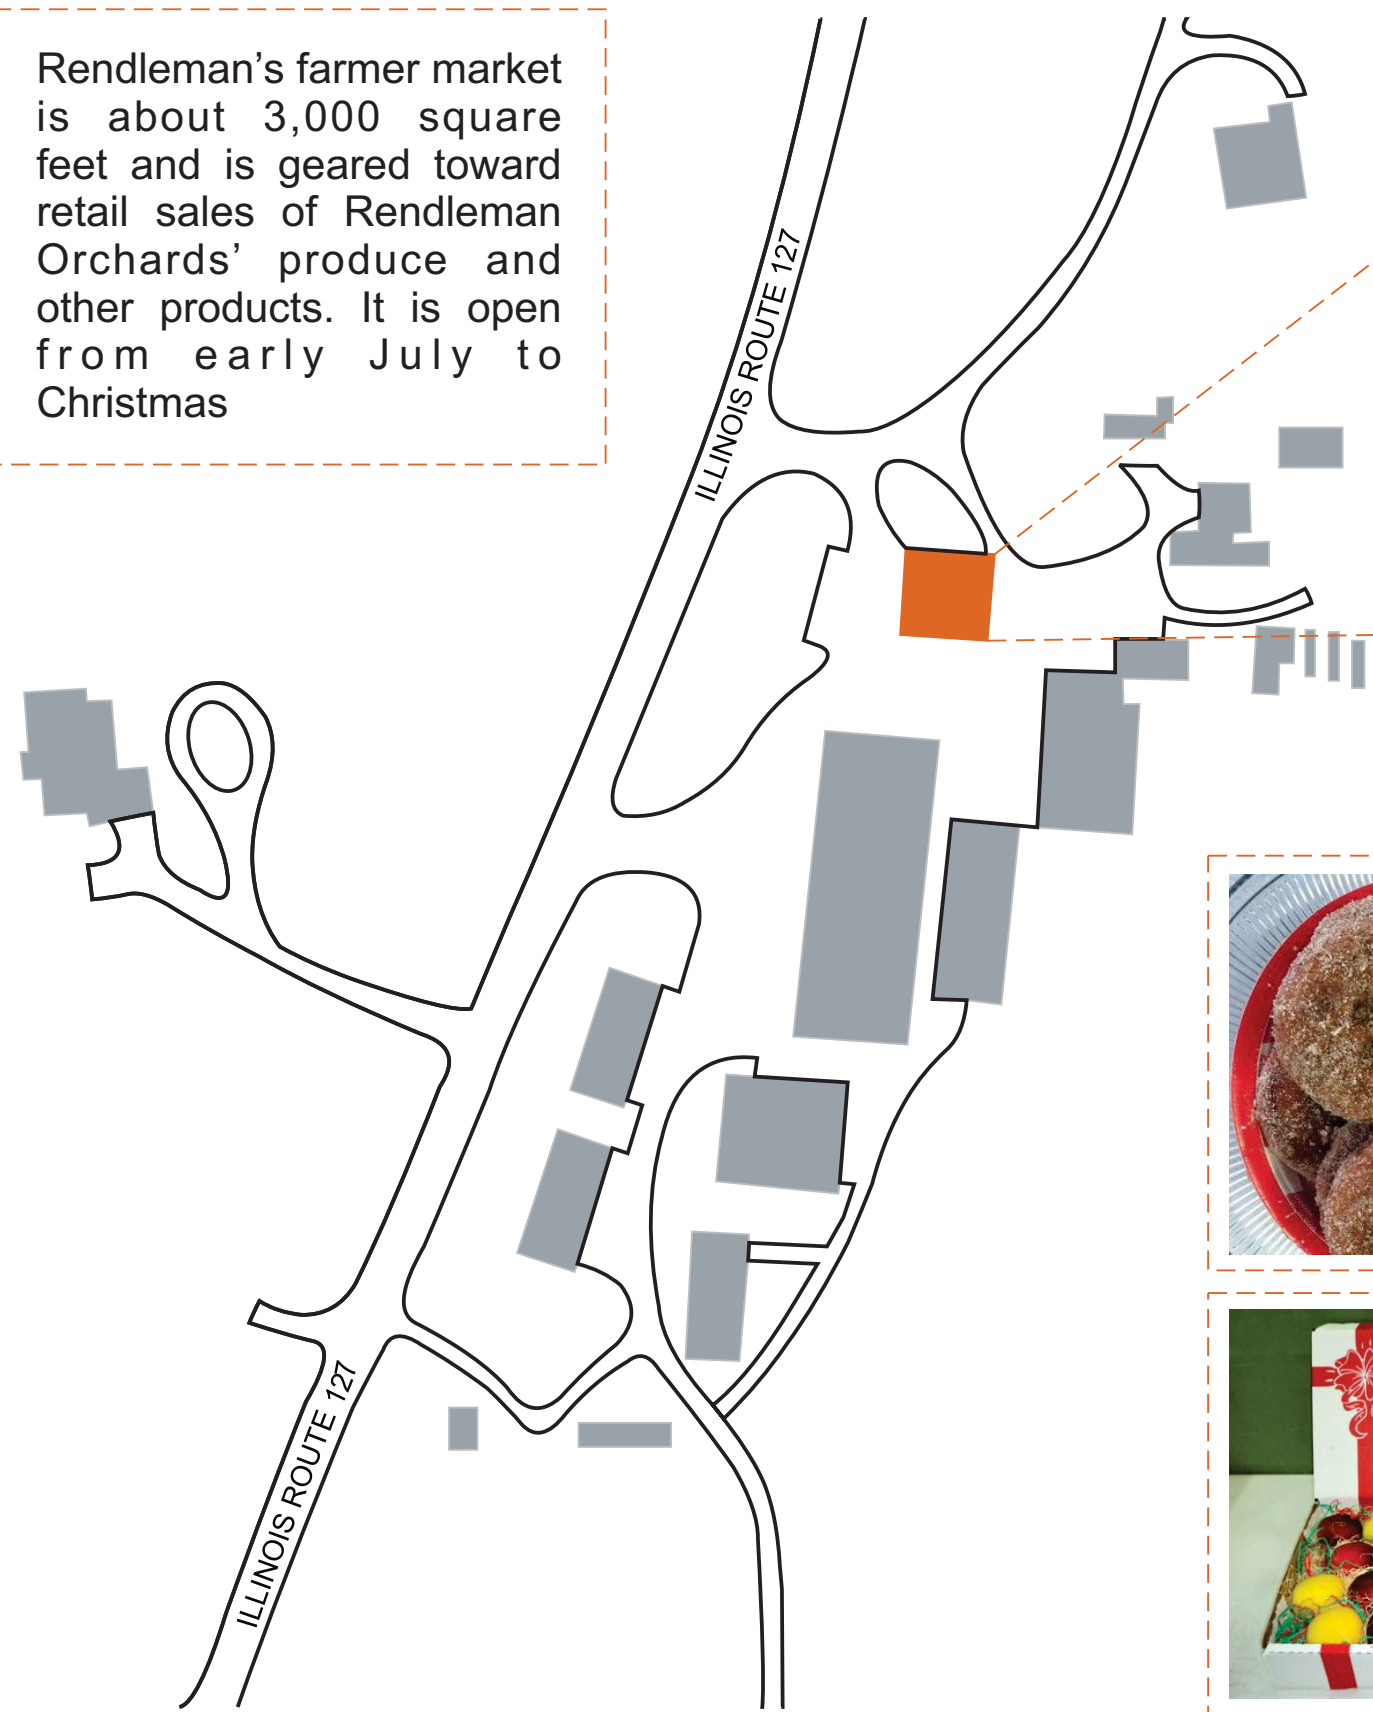 Rendleman’s farmer market
is about 3,000 square
feet and is geared toward
retail sales of Rendleman
Orchards’ produce and
other products. It is open
from early July to
Christmas
ILLINOIS ROUTE 127
ILLINOIS ROUTE 127